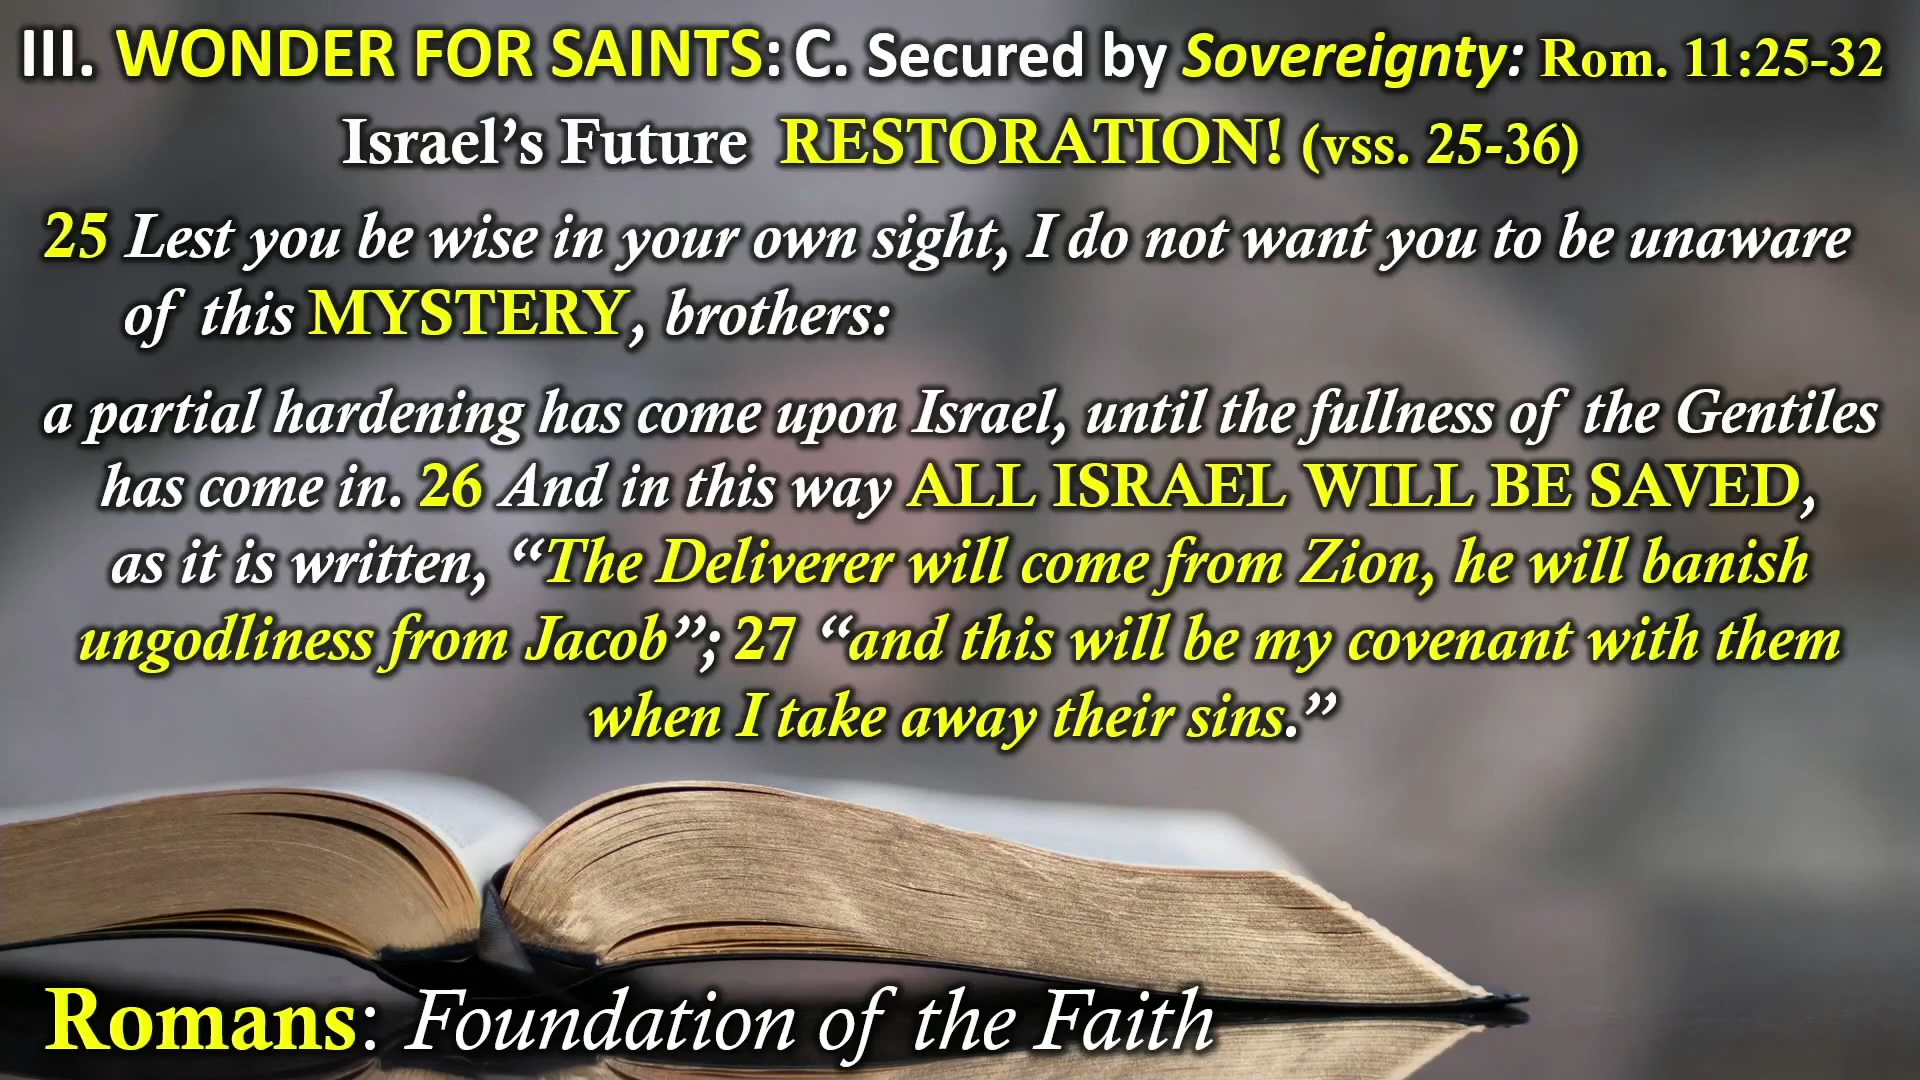 III. WONDER FOR SAINTS: C. Secured by Sovereignty: Rom. 11:25-32
Israel’s Future RESTORATION! (vss. 25-36)
25 Lest you be wise in your own sight, I do not want you to be unaware
of this MYSTERY, brothers:
a partial hardening has come upon Israel, until the fullness of the Gentiles
has come in. 26 And in this way ALL ISRAEL WILL BE SAVED,
as it is written, “The Deliverer will come from Zion, he will banish
ungodliness from Jacob”; 27 “and this will be my covenant with them
when I take away their sins.”
Romans: Foundation of the Faith